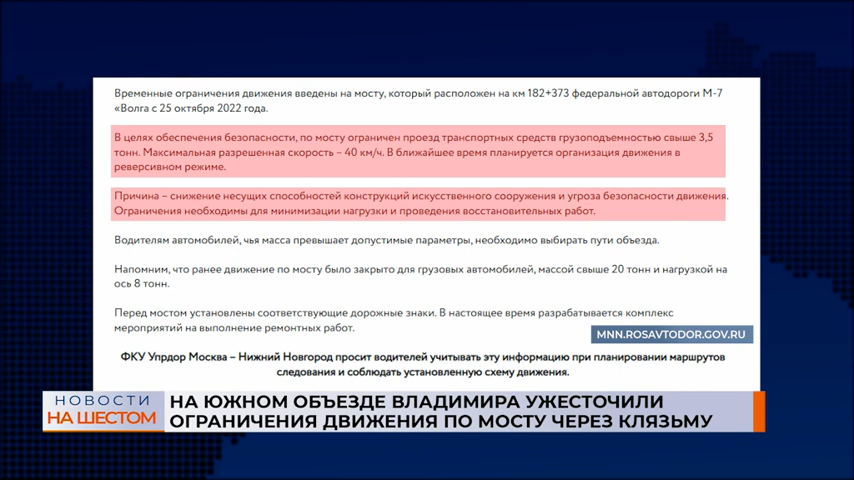 Временные ограничения движения введены на мосту, который расположен на км 182+373 федеральной автодороги М-7
«Волга с 25 октября 2022 года.
В целях обеспечения безопасности, по мосту ограничен проезд транспортных средств грузоподъемностью свыше 3,5
тонн. Максимальная разрешенная скорость – 40 км/ч. В ближайшее время планируется организация движения в
реверсивном режиме.
Причина – снижение несущих способностей конструкций искусственного сооружения и угроза безопасности движения.
Ограничения необходимы для минимизации нагрузки и проведения восстановительных работ.
Водителям автомобилей, чья масса превышает допустимые параметры, необходимо выбирать пути объезда.
Напомним, что ранее движение по мосту было закрыто для грузовых автомобилей, массой свыше 20 тонн и нагрузкой на
ось 8 тонн.
Перед мостом установлены соответствующие дорожные знаки. В настоящее время разрабатывается комплекс
мероприятий на выполнение ремонтных работ.
MNN.ROSAVTODOR.GOV.RU
ФКУ Упрдор Москва – Нижний Новгород просит водителей учитывать эту информацию при планировании маршрутов
следования и соблюдать установленную схему движения.
НОВОСТИ
НА ШЕСТОМ
НА ЮЖНОМ ОБЪЕЗДЕ ВЛАДИМИРА УЖЕСТОЧИЛИ
ОГРАНИЧЕНИЯ ДВИЖЕНИЯ ПО МОСТУ ЧЕРЕЗ КЛЯЗЬМУ